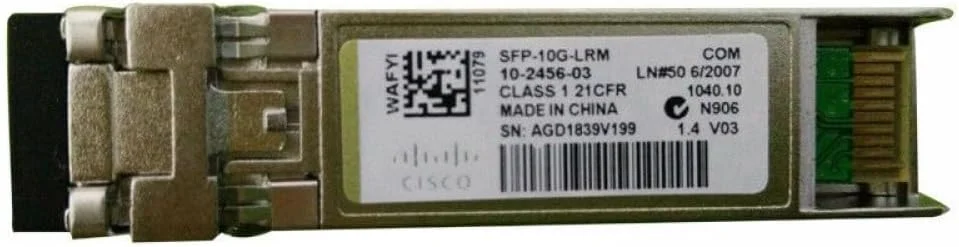 WAFYI
11079
SFP-10G-LRM COM
10-2456-03 LN#50 6/2007
CLASS 1 21CFR 1040.10
MADE IN CHINA N906
SN: AGD1839V199 1.4 V03
CISCO